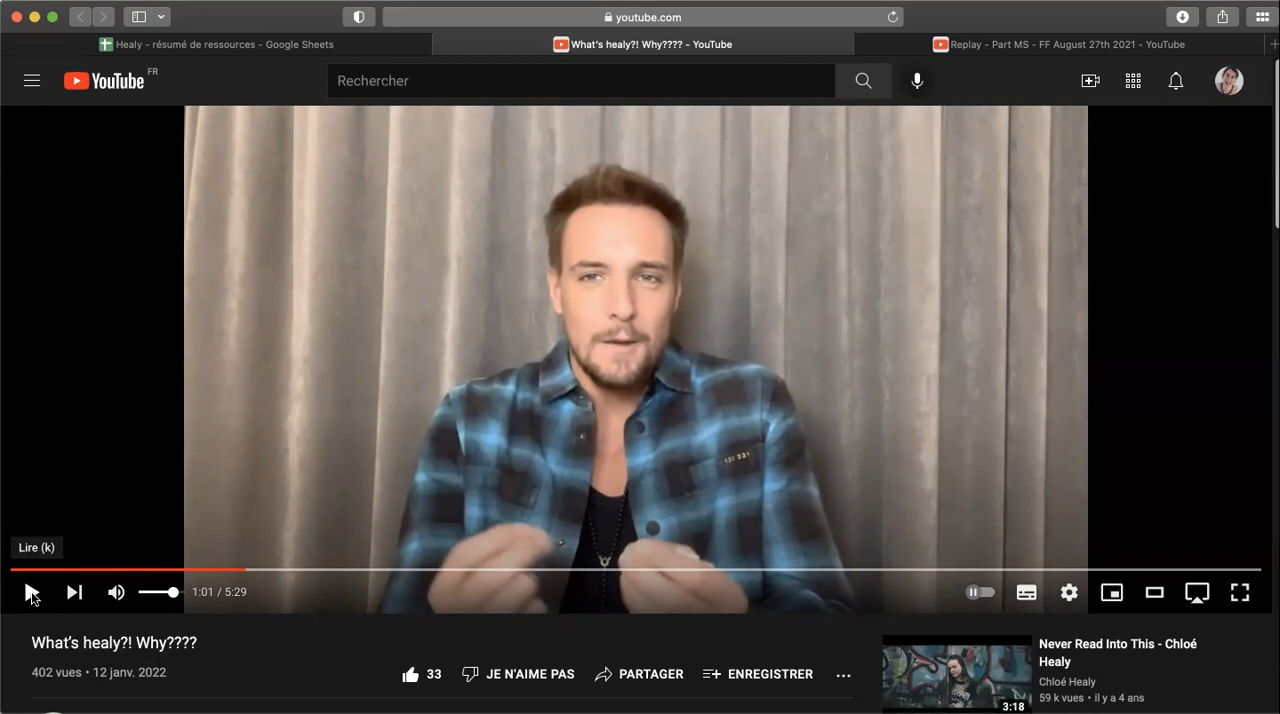 youtube.com
Healy - résumé de ressources - Google Sheets
What's healy?! Why???? - YouTube
Replay - Part MS - FF August 27th 2021 - YouTube
YouTube FR
Rechercher
Lire (k)
1:01 / 5:29
What's healy?! Why????
402 vues • 12 janv. 2022
33
JE N'AIME PAS
PARTAGER
ENREGISTRER
Never Read Into This - Chloé
Healy
Chloé Healy
59 k vues • il y a 4 ans
3:18